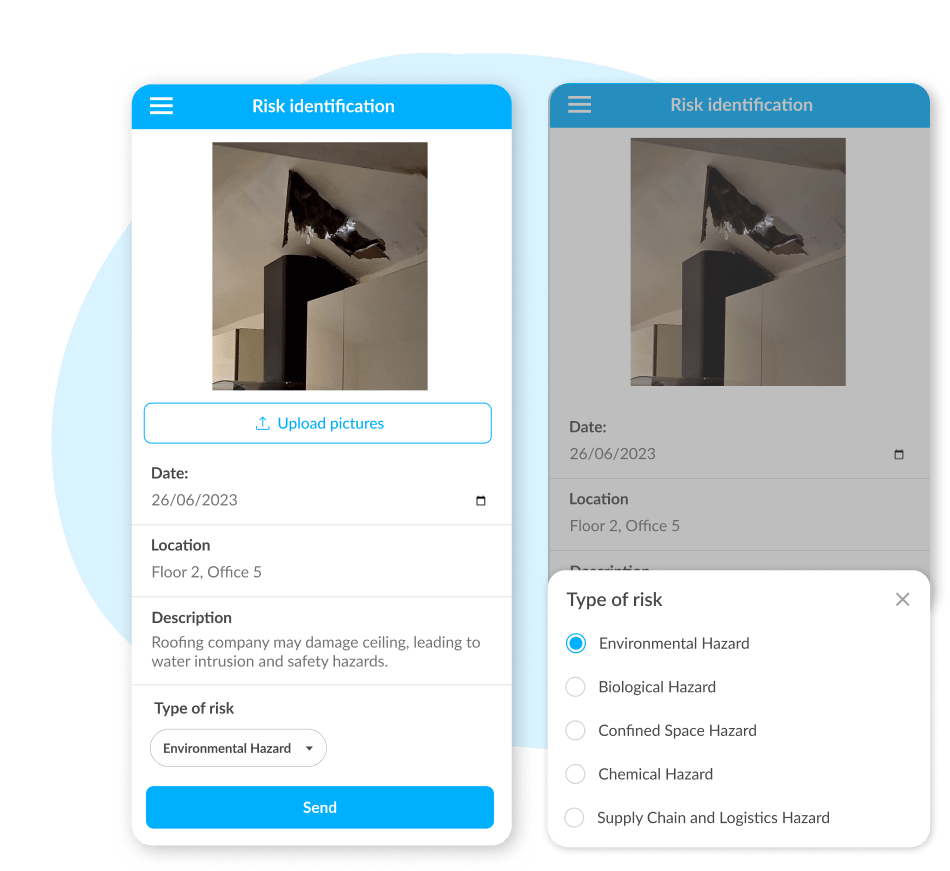 Risk identification
Upload pictures
Date:
26/06/2023
Location
Floor 2, Office 5
Description
Roofing company may damage ceiling, leading to
water intrusion and safety hazards.
Type of risk
Environmental Hazard
Send
Risk identification
Date:
26/06/2023
Location
Floor 2, Office 5
Description
Type of risk
Environmental Hazard
Biological Hazard
Confined Space Hazard
Chemical Hazard
Supply Chain and Logistics Hazard